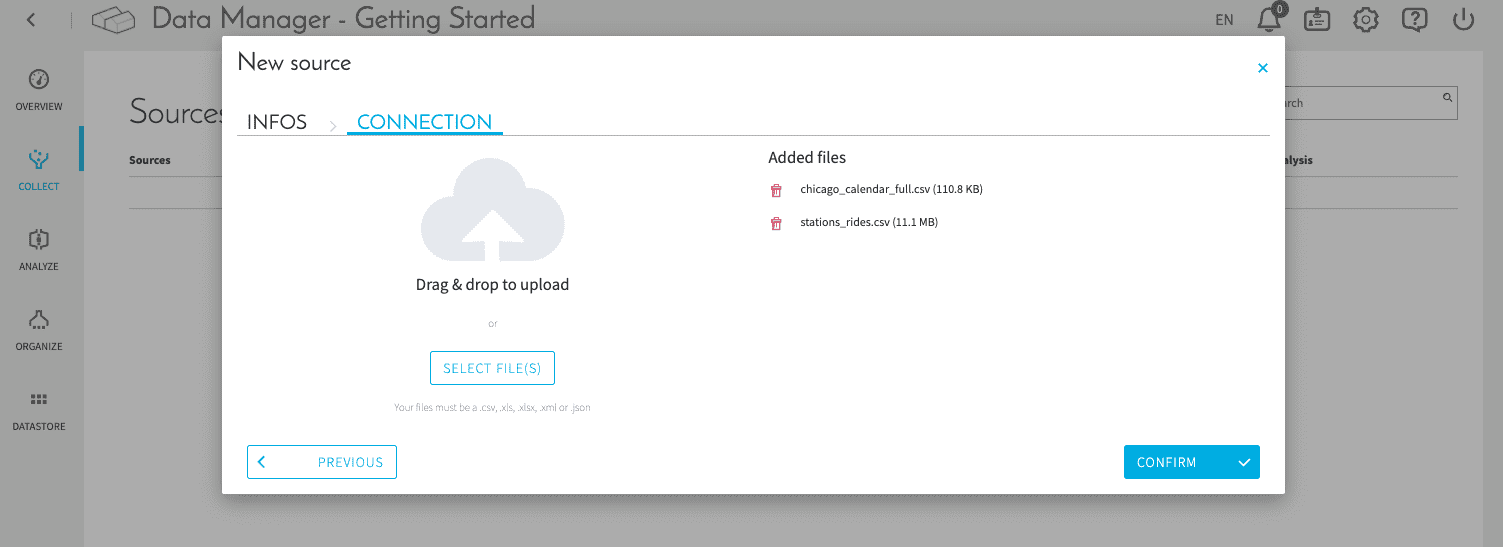 Data Manager - Getting Started
EN
0
New source
INFOS
CONNECTION
OVERVIEW
COLLECT
ANALYZE
ORGANIZE
DATASTORE
Sources
rch
Sources
alysis
Drag & drop to upload
or
SELECT FILE(S)
Your files must be a .csv, .xls, .xlsx, .xml or .json
Added files
chicago_calendar_full.csv (110.8 KB)
stations_rides.csv (11.1 MB)
PREVIOUS
CONFIRM